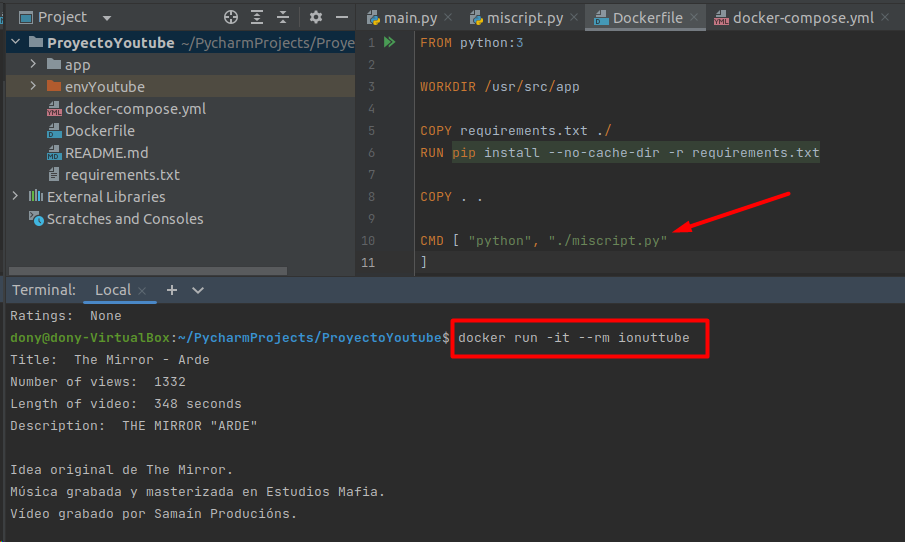 Project
main.py
miscript.py
Dockerfile
docker-compose.yml
ProyectoYoutube ~/PycharmProjects/Proye
app
envYoutube
docker-compose.yml
Dockerfile
README.md
requirements.txt
External Libraries
Scratches and Consoles
1 FROM python:3
2
3 WORKDIR /usr/src/app
4
5 COPY requirements.txt ./
6 RUN pip install --no-cache-dir -r requirements.txt
7
8 COPY . .
9
10 CMD [ "python", "./miscript.py"
11 ]
Terminal: Local
Ratings:  None
dony@dony-VirtualBox:~/PycharmProjects/ProyectoYoutube$ docker run -it --rm ionuttube
Title:  The Mirror - Arde
Number of views:  1332
Length of video:  348 seconds
Description:  THE MIRROR "ARDE"
Idea original de The Mirror.
Música grabada y masterizada en Estudios Mafia.
Vídeo grabado por Samaín Producións.